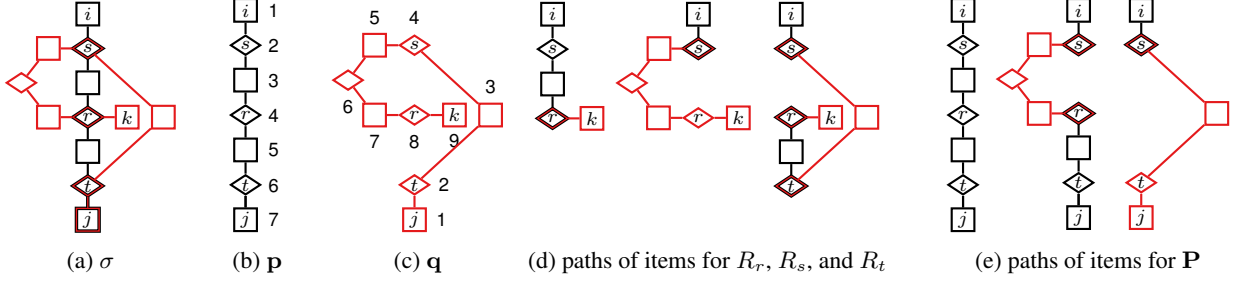 i
s
r
k
t
j
(a) σ
i 1
s 2
3
r 4
5
t 6
j 7
(b) p
5 4
s
3
6
r k
7 8 9
t 2
j 1
(c) q
i
s
r k
i
s
r k
i
s
r k
t
(d) paths of items for R_r, R_s, and R_t
i
s
r
t
j
i
s
r
t
j
i
s
t
j
(e) paths of items for P